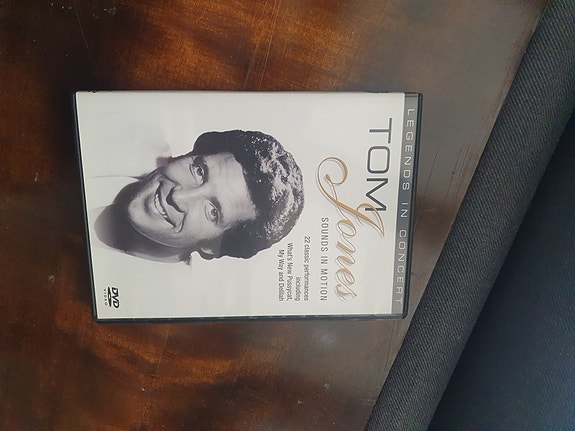 LEGENDS IN CONCERT
TOM
Jones
SOUNDS IN MOTION
22 classic performances
including
What's New Pussycat,
My Way and Delilah
DVD
VIDEO